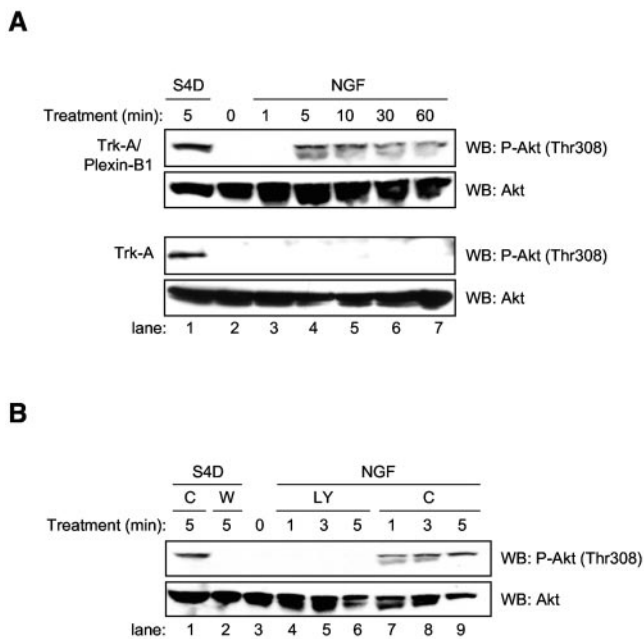 A
S4D NGF
Treatment (min): 5 0 1 5 10 30 60
Trk-A/
Plexin-B1
WB: P-Akt (Thr308)
WB: Akt
Trk-A
WB: P-Akt (Thr308)
WB: Akt
lane: 1 2 3 4 5 6 7
B
S4D NGF
C W LY C
Treatment (min): 5 5 0 1 3 5 1 3 5
WB: P-Akt (Thr308)
WB: Akt
lane: 1 2 3 4 5 6 7 8 9